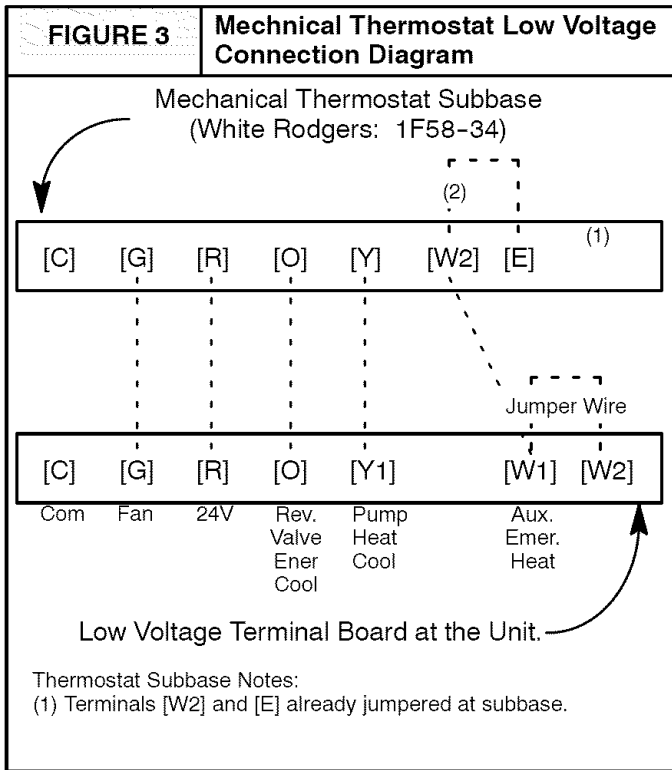 FIGURE 3
Mechnical Thermostat Low Voltage
Connection Diagram
Mechanical Thermostat Subbase
(White Rodgers: 1F58-34)
(2)
(1)
[C] [G] [R] [O] [Y] [W2] [E]
Jumper Wire
[C] [G] [R] [O] [Y1] [W1] [W2]
Com Fan 24V Rev. Pump Aux.
Valve Heat Emer.
Ener Cool Heat
Cool
Low Voltage Terminal Board at the Unit.
Thermostat Subbase Notes:
(1) Terminals [W2] and [E] already jumpered at subbase.